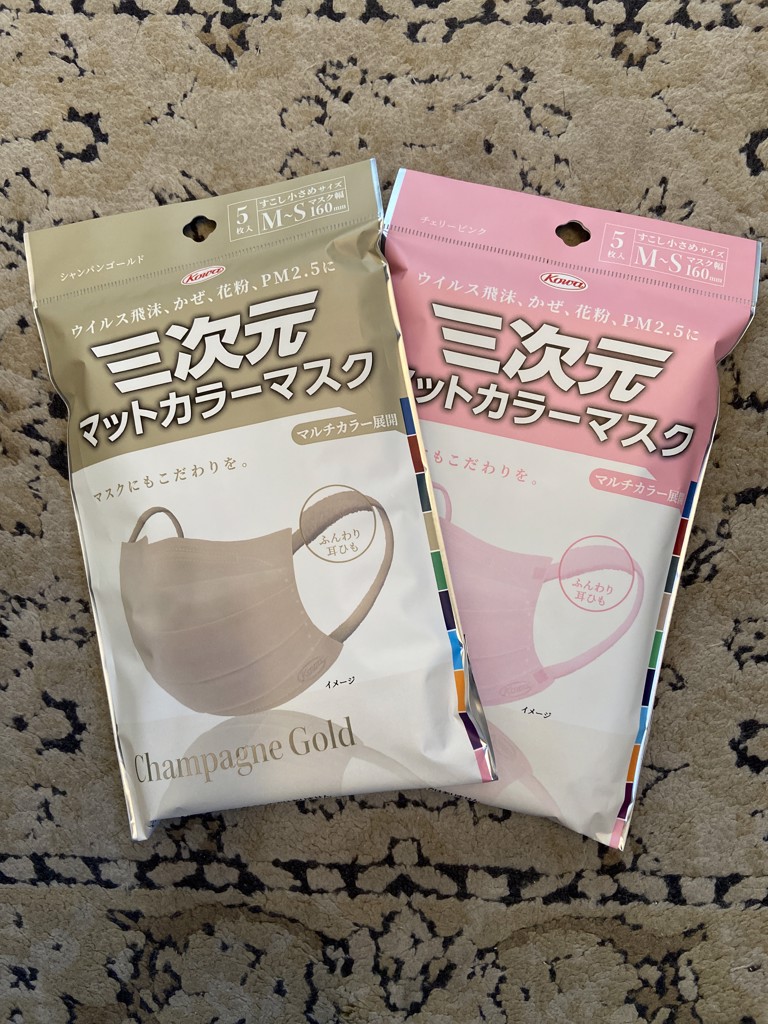 シャンパンゴールド
5枚入
すこし小さめサイズ
M~S マスク幅160mm
Kowa
ウイルス飛沫、かぜ、花粉、PM2.5に
三次元
マットカラーマスク
マルチカラー展開
マスクにもこだわりを。
ふんわり
耳ひも
イメージ
Champagne Gold
チェリーピンク
5枚入
すこし小さめサイズ
M~S マスク幅160mm
Kowa
ウイルス飛沫、かぜ、花粉、PM2.5に
三次元
ットカラーマスク
マルチカラー展開
もこだわりを。
ふんわり
耳ひも
イメージ